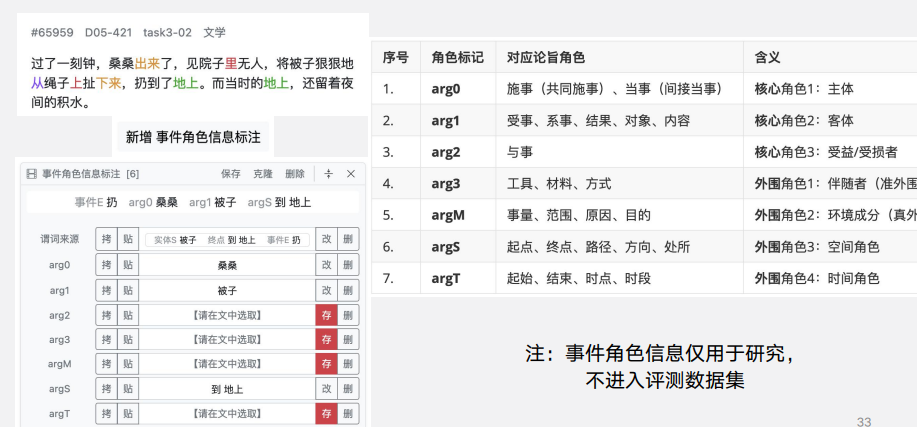 #65959 D05-421 task3-02 文学
过了一刻钟，桑桑出来了，见院子里无人，将被子狠狠地
从绳子上扯下来，扔到了地上。而当时的地上，还留着夜
间的积水。
新增 事件角色信息标注
事件角色信息标注 [6] 保存 克隆 删除
事件E 扔 arg0 桑桑 arg1 被子 argS 到 地上
谓词来源 拷 贴 实体S 被子 终点 到 地上 事件E 扔 改 删
arg0 拷 贴 桑桑 改 删
arg1 拷 贴 被子 改 删
arg2 拷 贴 【请在文中选取】 存 删
arg3 拷 贴 【请在文中选取】 存 删
argM 拷 贴 【请在文中选取】 存 删
argS 拷 贴 到 地上 改 删
argT 拷 贴 【请在文中选取】 存 删
序号 角色标记 对应论旨角色 含义
1. arg0 施事（共同施事）、当事（间接当事） 核心角色1：主体
2. arg1 受事、系事、结果、对象、内容 核心角色2：客体
3. arg2 与事 核心角色3：受益/受损者
4. arg3 工具、材料、方式 外围角色1：伴随者（准外围
5. argM 事量、范围、原因、目的 外围角色2：环境成分（真外
6. argS 起点、终点、路径、方向、处所 外围角色3：空间角色
7. argT 起始、结束、时点、时段 外围角色4：时间角色
注：事件角色信息仅用于研究，
不进入评测数据集
33